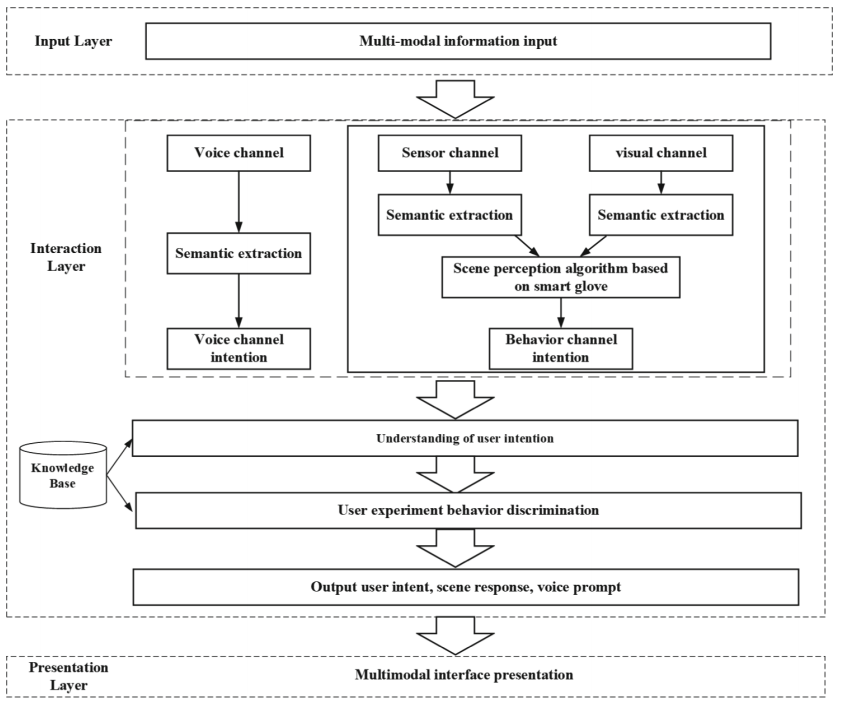 Input Layer
Multi-modal information input
Voice channel
Sensor channel
visual channel
Semantic extraction
Semantic extraction
Interaction
Layer
Semantic extraction
Scene perception algorithm based
on smart glove
Voice channel
intention
Behavior channel
intention
Understanding of user intention
Knowledge
Base
User experiment behavior discrimination
Output user intent, scene response, voice prompt
Presentation
Layer
Multimodal interface presentation